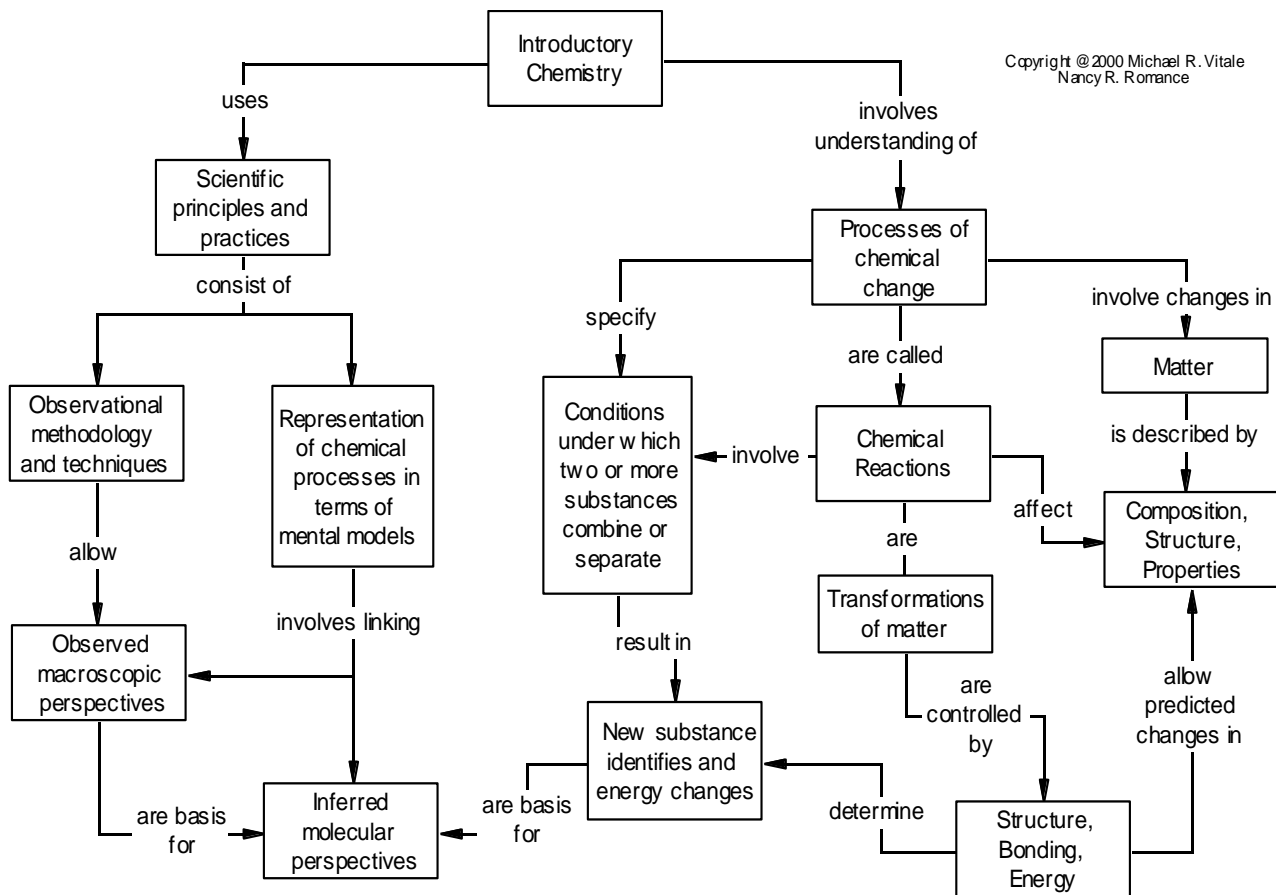 Introductory
Chemistry
Copyright @ 2000 Michael R. Vitale
Nancy R. Romance
uses
involves
understanding of
Scientific
principles and
practices
Processes of
chemical
change
consist of
specify
are called
involve changes in
Matter
Observational
methodology
and techniques
Representation
of chemical
processes in
terms of
mental models
Conditions
under which
two or more
substances
combine or
separate
involve
Chemical
Reactions
is described by
affect
Composition,
Structure,
Properties
allow
are
Transformations
of matter
involves linking
result in
Observed
macroscopic
perspectives
are
controlled
by
allow
predicted
changes in
New substance
identifies and
energy changes
are basis
for
Inferred
molecular
perspectives
are basis
for
determine
Structure,
Bonding,
Energy